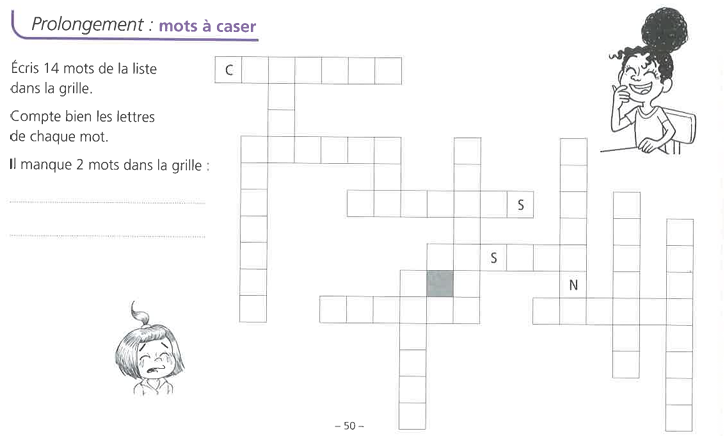 Prolongement : mots à caser
Écris 14 mots de la liste
dans la grille.
Compte bien les lettres
de chaque mot.
Il manque 2 mots dans la grille :
C
S
S
N
– 50 –